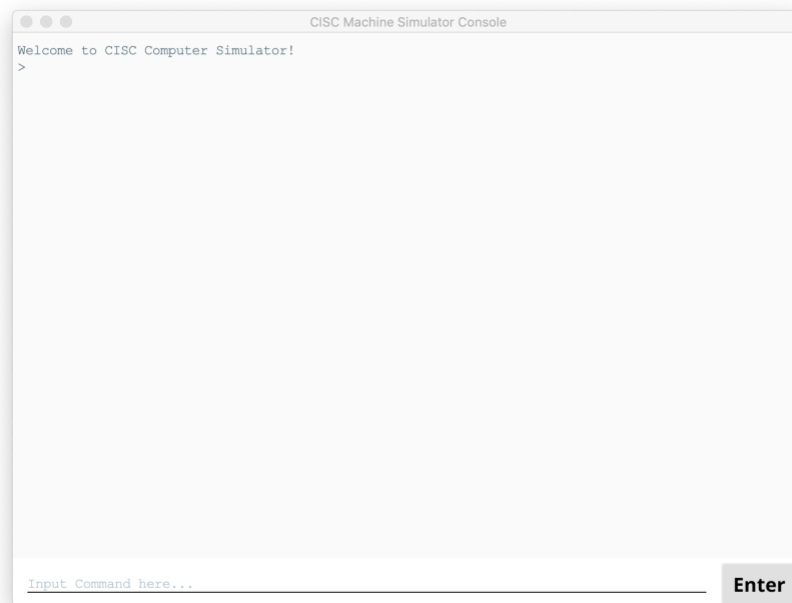 CISC Machine Simulator Console
Welcome to CISC Computer Simulator!
>
Input Command here...
Enter